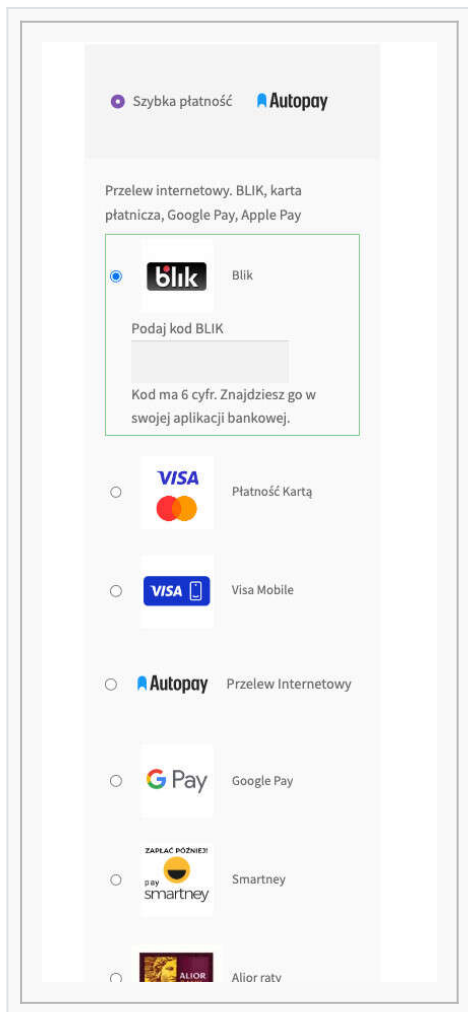 Szybka płatność Autopay
Przelew internetowy. BLIK, karta
płatnicza, Google Pay, Apple Pay
blik Blik
Podaj kod BLIK
Kod ma 6 cyfr. Znajdziesz go w
swojej aplikacji bankowej.
VISA
Płatność Kartą
VISA Visa Mobile
Autopay Przelew Internetowy
G Pay Google Pay
ZAPŁAĆ PÓŹNIEJ!
pay
smartney Smartney
ALIOR Alior raty